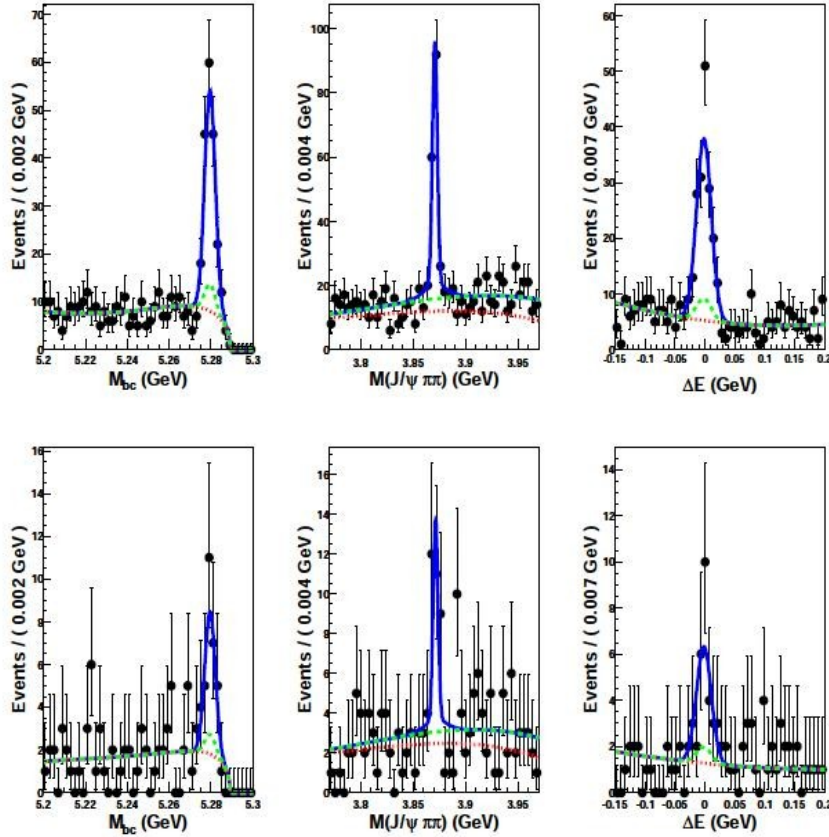 Events / ( 0.002 GeV )
70
60
50
40
30
20
10
0
5.2 5.22 5.24 5.26 5.28 5.3
M_bc (GeV)
Events / ( 0.004 GeV )
100
80
60
40
20
0
3.8 3.85 3.9 3.95
M(J/ψ ππ) (GeV)
Events / ( 0.007 GeV )
60
50
40
30
20
10
0
-0.15 -0.1 -0.05 0 0.05 0.1 0.15 0.2
ΔE (GeV)
Events / ( 0.002 GeV )
16
14
12
10
8
6
4
2
0
5.2 5.22 5.24 5.26 5.28 5.3
M_bc (GeV)
Events / ( 0.004 GeV )
16
14
12
10
8
6
4
2
0
3.8 3.85 3.9 3.95
M(J/ψ ππ) (GeV)
Events / ( 0.007 GeV )
14
12
10
8
6
4
2
0
-0.15 -0.1 -0.05 0 0.05 0.1 0.15 0.2
ΔE (GeV)